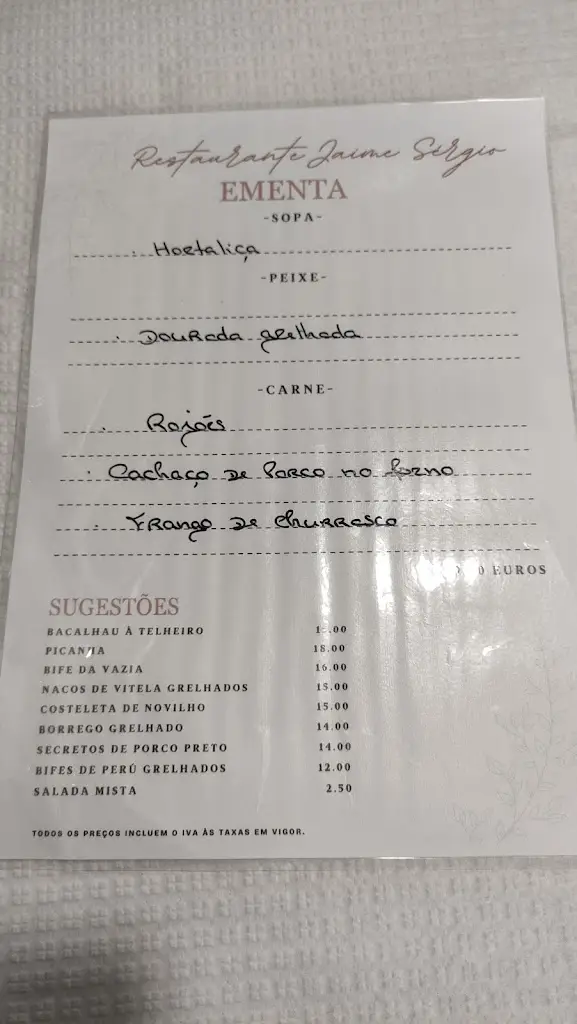 Restaurante Jaime Sérgio
EMENTA
-SOPA-
. Hortaliça
-PEIXE-
. Dourada grelhada
-CARNE-
. Rojões
. Cachaço de Porco no forno
. Frango de Churrasco
0 EUROS
SUGESTÕES
BACALHAU À TELHEIRO .00
PICANHA 18.00
BIFE DA VAZIA 16.00
NACOS DE VITELA GRELHADOS 15.00
COSTELETA DE NOVILHO 15.00
BORREGO GRELHADO 14.00
SECRETOS DE PORCO PRETO 14.00
BIFES DE PERÚ GRELHADOS 12.00
SALADA MISTA 2.50
TODOS OS PREÇOS INCLUEM O IVA ÀS TAXAS EM VIGOR.